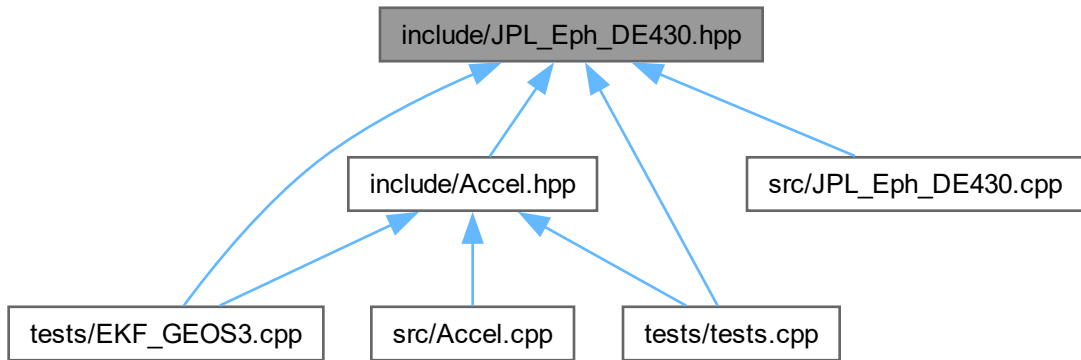 include/JPL_Eph_DE430.hpp
include/Accel.hpp
src/JPL_Eph_DE430.cpp
tests/EKF_GEOS3.cpp
src/Accel.cpp
tests/tests.cpp